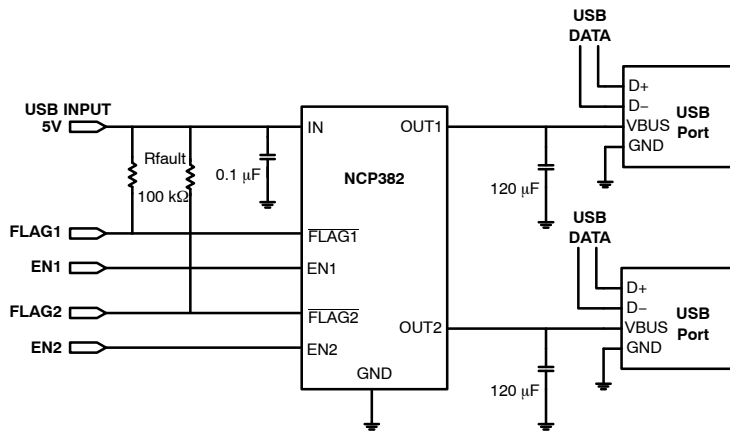 USB
DATA
USB INPUT
5V
Rfault
100 kΩ
0.1 μF
IN
OUT1
NCP382
120 μF
D+
D−
VBUS
GND
USB
Port
FLAG1
FLAG1
EN1
EN1
USB
DATA
FLAG2
FLAG2
EN2
EN2
OUT2
GND
120 μF
D+
D−
VBUS
GND
USB
Port